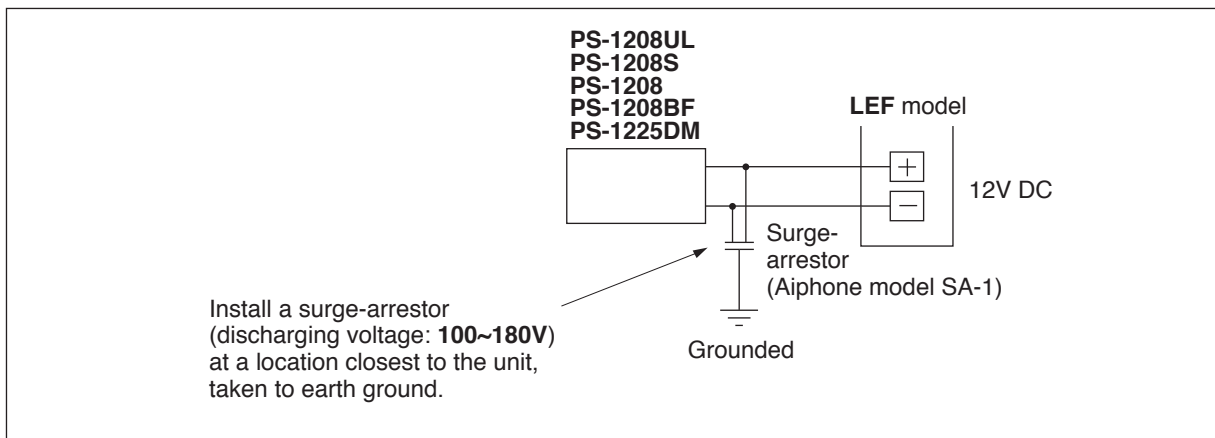 PS-1208UL
PS-1208S
PS-1208
PS-1208BF
PS-1225DM
LEF model
+
−
12V DC
Surge-
arrestor
(Aiphone model SA-1)
Grounded
Install a surge-arrestor
(discharging voltage: 100~180V)
at a location closest to the unit,
taken to earth ground.